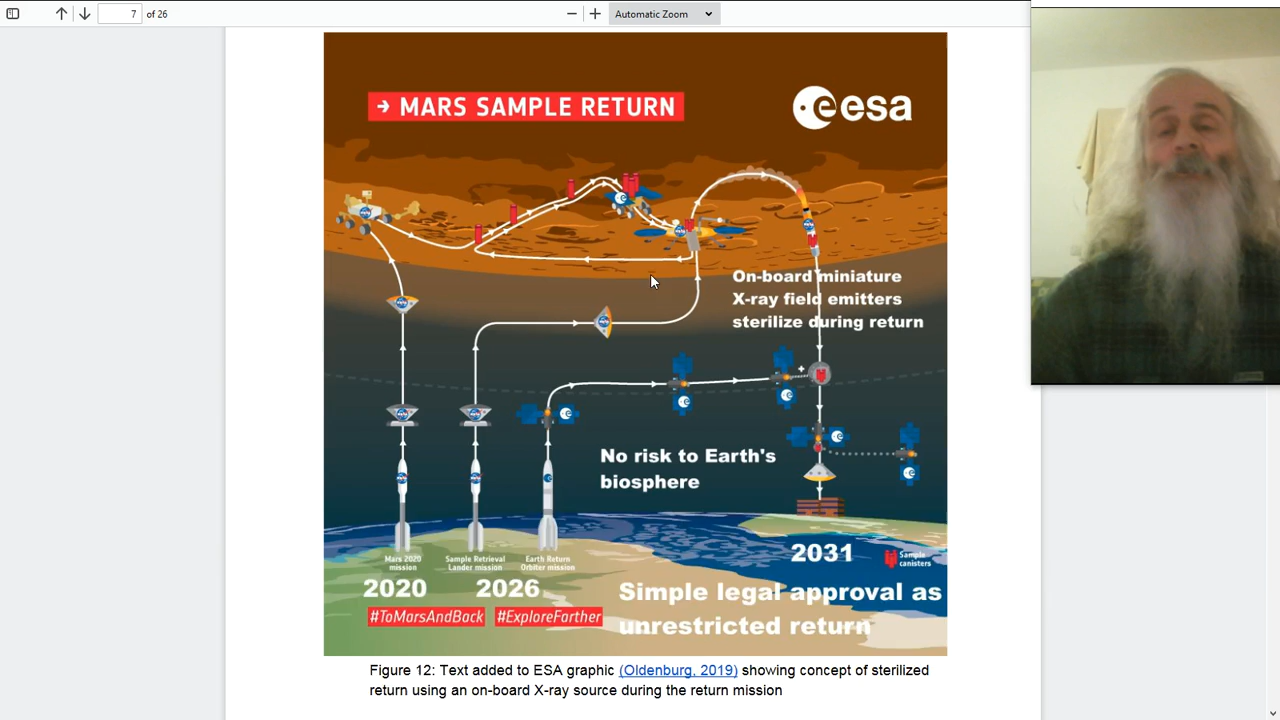 7 of 26
Automatic Zoom
→ MARS SAMPLE RETURN
esa
On-board miniature
X-ray field emitters
sterilize during return
No risk to Earth's
biosphere
Mars 2020
mission
Sample Retrieval
Lander mission
Earth Return
Orbiter mission
2020
2026
2031
Sample
canisters
#ToMarsAndBack
#ExploreFarther
Simple legal approval as
unrestricted return
Figure 12: Text added to ESA graphic (Oldenburg, 2019) showing concept of sterilized
return using an on-board X-ray source during the return mission